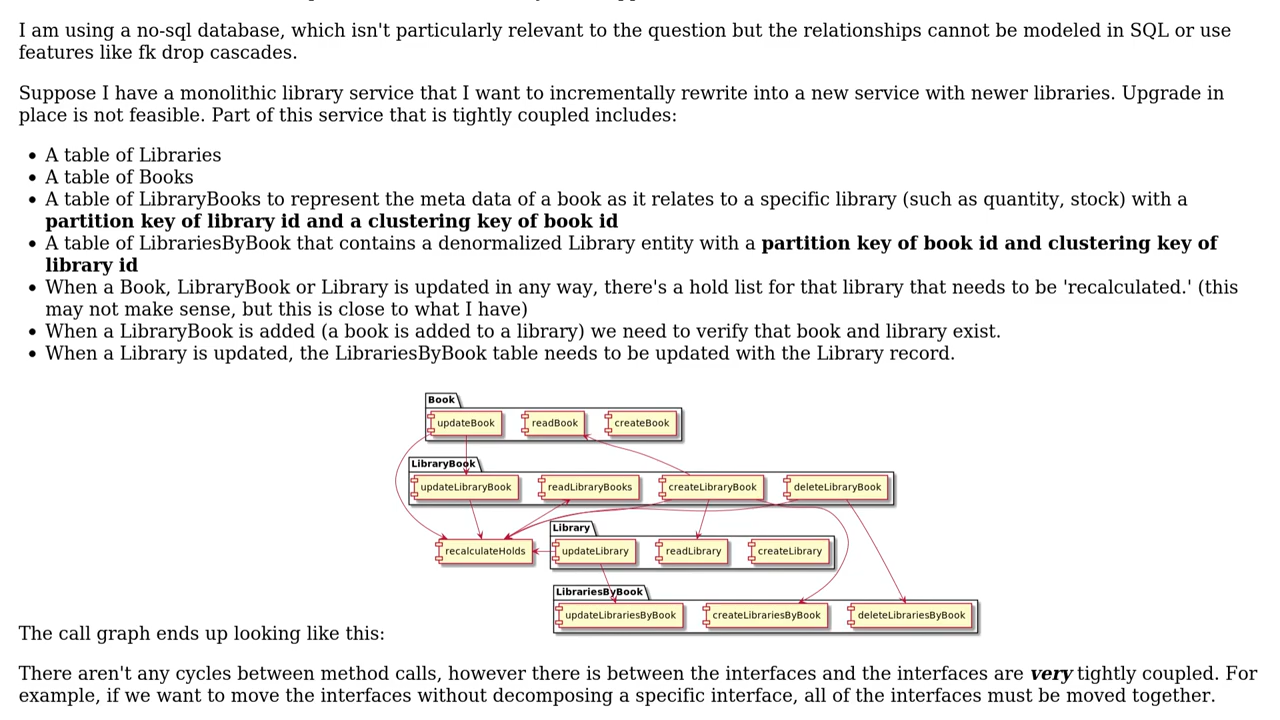 I am using a no-sql database, which isn't particularly relevant to the question but the relationships cannot be modeled in SQL or use
features like fk drop cascades.
Suppose I have a monolithic library service that I want to incrementally rewrite into a new service with newer libraries. Upgrade in
place is not feasible. Part of this service that is tightly coupled includes:
• A table of Libraries
• A table of Books
• A table of LibraryBooks to represent the meta data of a book as it relates to a specific library (such as quantity, stock) with a
partition key of library id and a clustering key of book id
• A table of LibrariesByBook that contains a denormalized Library entity with a partition key of book id and clustering key of
library id
• When a Book, LibraryBook or Library is updated in any way, there's a hold list for that library that needs to be 'recalculated.' (this
may not make sense, but this is close to what I have)
• When a LibraryBook is added (a book is added to a library) we need to verify that book and library exist.
• When a Library is updated, the LibrariesByBook table needs to be updated with the Library record.
Book
updateBook readBook createBook
LibraryBook
updateLibraryBook readLibraryBooks createLibraryBook deleteLibraryBook
Library
recalculateHolds updateLibrary readLibrary createLibrary
LibrariesByBook
updateLibrariesByBook createLibrariesByBook deleteLibrariesByBook
The call graph ends up looking like this:
There aren't any cycles between method calls, however there is between the interfaces and the interfaces are very tightly coupled. For
example, if we want to move the interfaces without decomposing a specific interface, all of the interfaces must be moved together.